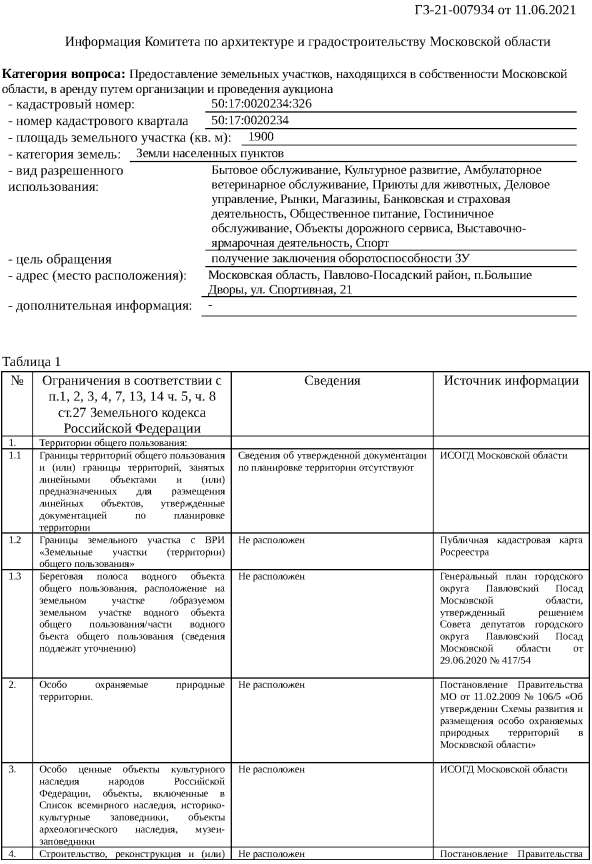 ГЗ-21-007934 от 11.06.2021
Информация Комитета по архитектуре и градостроительству Московской области
Категория вопроса: Предоставление земельных участков, находящихся в собственности Московской
области, в аренду путем организации и проведения аукциона
- кадастровый номер: 50:17:0020234:326
- номер кадастрового квартала 50:17:0020234
- площадь земельного участка (кв. м): 1900
- категория земель: Земли населенных пунктов
- вид разрешенного
использования:
Бытовое обслуживание, Культурное развитие, Амбулаторное
ветеринарное обслуживание, Приюты для животных, Деловое
управление, Рынки, Магазины, Банковская и страховая
деятельность, Общественное питание, Гостиничное
обслуживание, Объекты дорожного сервиса, Выставочно-
ярмарочная деятельность, Спорт
- цель обращения получение заключения оборотоспособности ЗУ
- адрес (место расположения): Московская область, Павлово-Посадский район, п.Большие
Дворы, ул. Спортивная, 21
- дополнительная информация: -
Таблица 1
№
Ограничения в соответствии с
п.1, 2, 3, 4, 7, 13, 14 ч. 5, ч. 8
ст.27 Земельного кодекса
Российской Федерации
Сведения
Источник информации
1. Территории общего пользования:
1.1
Границы территорий общего пользования
и (или) границы территорий, занятых
линейными объектами и (или)
предназначенных для размещения
линейных объектов, утвержденные
документацией по планировке
территории
Сведения об утвержденной документации
по планировке территории отсутствуют
ИСОГД Московской области
1.2
Границы земельного участка с ВРИ
«Земельные участки (территории)
общего пользования»
Не расположен
Публичная кадастровая карта
Росреестра
1.3
Береговая полоса водного объекта
общего пользования, расположение на
земельном участке /образуемом
земельном участке водного объекта
общего пользования/части водного
бъекта общего пользования (сведения
подлежат уточнению)
Не расположен
Генеральный план городского
округа Павловский Посад
Московской области,
утвержденный решением
Совета депутатов городского
округа Павловский Посад
Московской области от
29.06.2020 № 417/54
2.
Особо охраняемые природные
территории.
Не расположен
Постановление Правительства
МО от 11.02.2009 № 106/5 «Об
утверждении Схемы развития и
размещения особо охраняемых
природных территорий в
Московской области»
3.
Особо ценные объекты культурного
наследия народов Российской
Федерации, объекты, включенные в
Список всемирного наследия, историко-
культурные заповедники, объекты
археологического наследия, музеи-
заповедники
Не расположен
ИСОГД Московской области
4. Строительство, реконструкция и (или)
Не расположен
Постановление Правительства